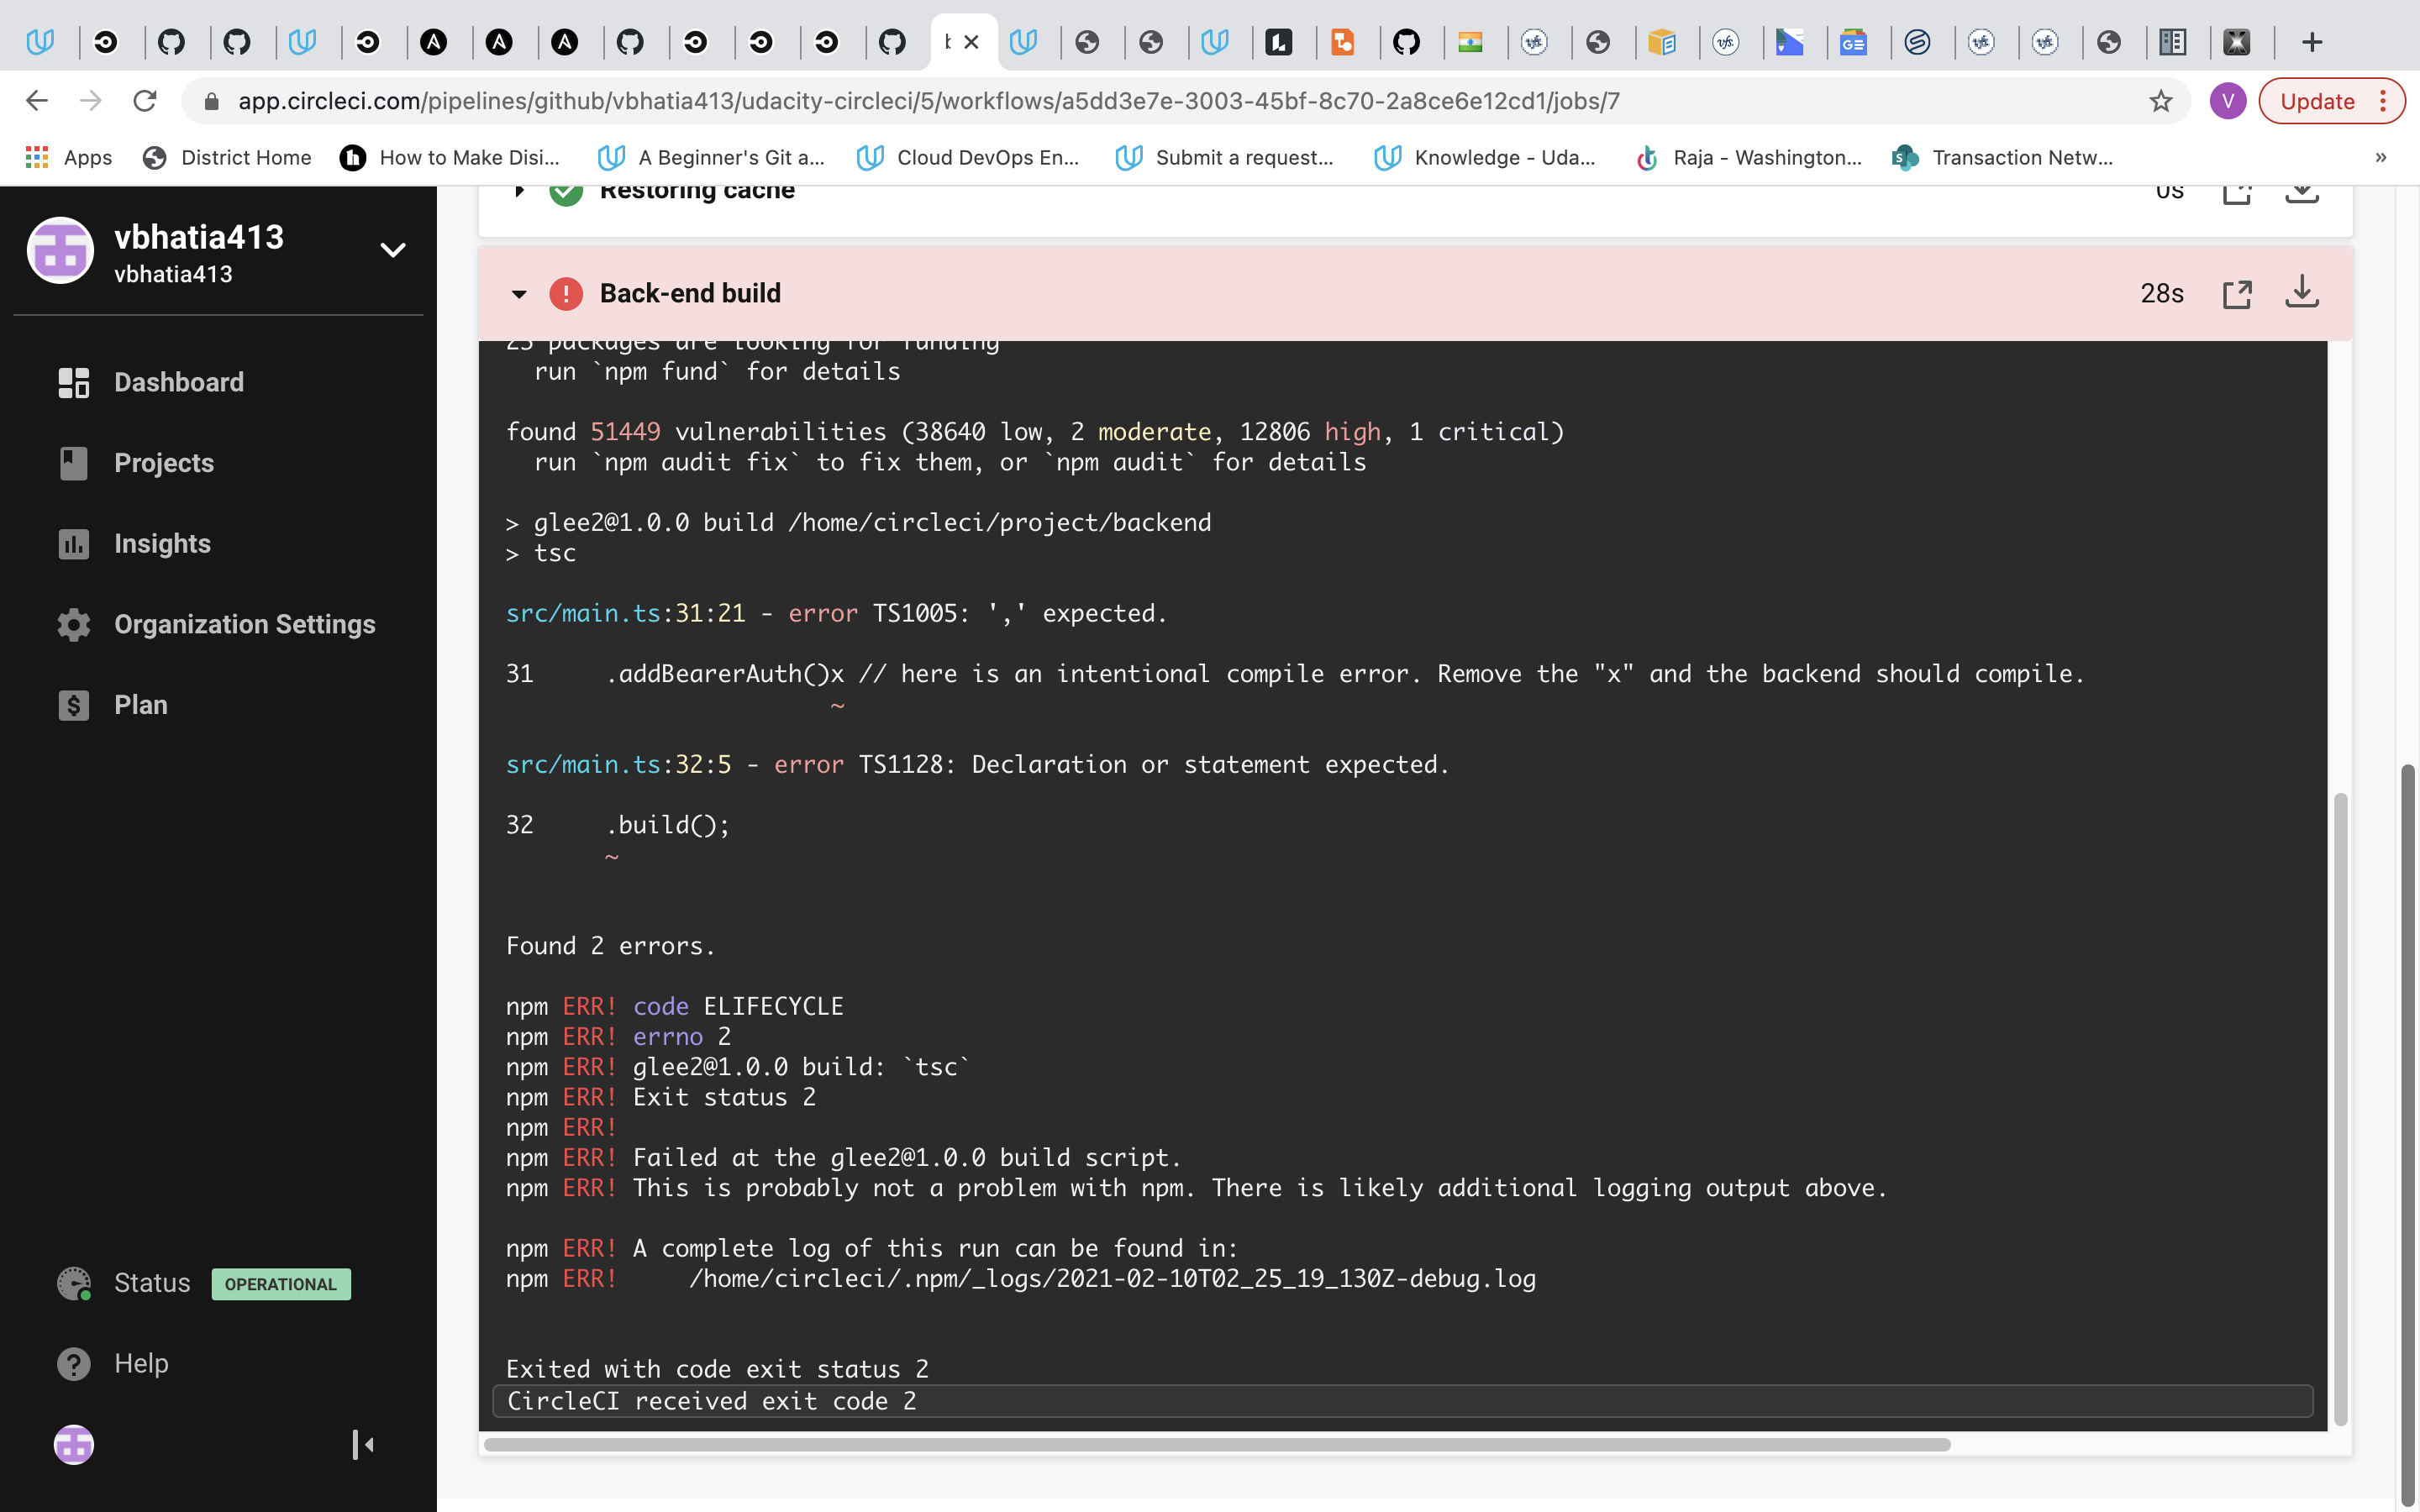 app.circleci.com/pipelines/github/vbhatia413/udacity-circleci/5/workflows/a5dd3e7e-3003-45bf-8c70-2a8ce6e12cd1/jobs/7
V
Update
Apps
District Home
How to Make Disi...
A Beginner's Git a...
Cloud DevOps En...
Submit a request...
Knowledge - Uda...
Raja - Washington...
Transaction Netw...
»
vbhatia413
vbhatia413
Dashboard
Projects
Insights
Organization Settings
Plan
Status OPERATIONAL
Help
Restoring cache 0s
Back-end build 28s
25 packages are looking for funding
run `npm fund` for details
found 51449 vulnerabilities (38640 low, 2 moderate, 12806 high, 1 critical)
run `npm audit fix` to fix them, or `npm audit` for details
> glee2@1.0.0 build /home/circleci/project/backend
> tsc
src/main.ts:31:21 - error TS1005: ',' expected.
31 .addBearerAuth()x // here is an intentional compile error. Remove the "x" and the backend should compile.
~
src/main.ts:32:5 - error TS1128: Declaration or statement expected.
32 .build();
~
Found 2 errors.
npm ERR! code ELIFECYCLE
npm ERR! errno 2
npm ERR! glee2@1.0.0 build: `tsc`
npm ERR! Exit status 2
npm ERR!
npm ERR! Failed at the glee2@1.0.0 build script.
npm ERR! This is probably not a problem with npm. There is likely additional logging output above.
npm ERR! A complete log of this run can be found in:
npm ERR! /home/circleci/.npm/_logs/2021-02-10T02_25_19_130Z-debug.log
Exited with code exit status 2
CircleCI received exit code 2